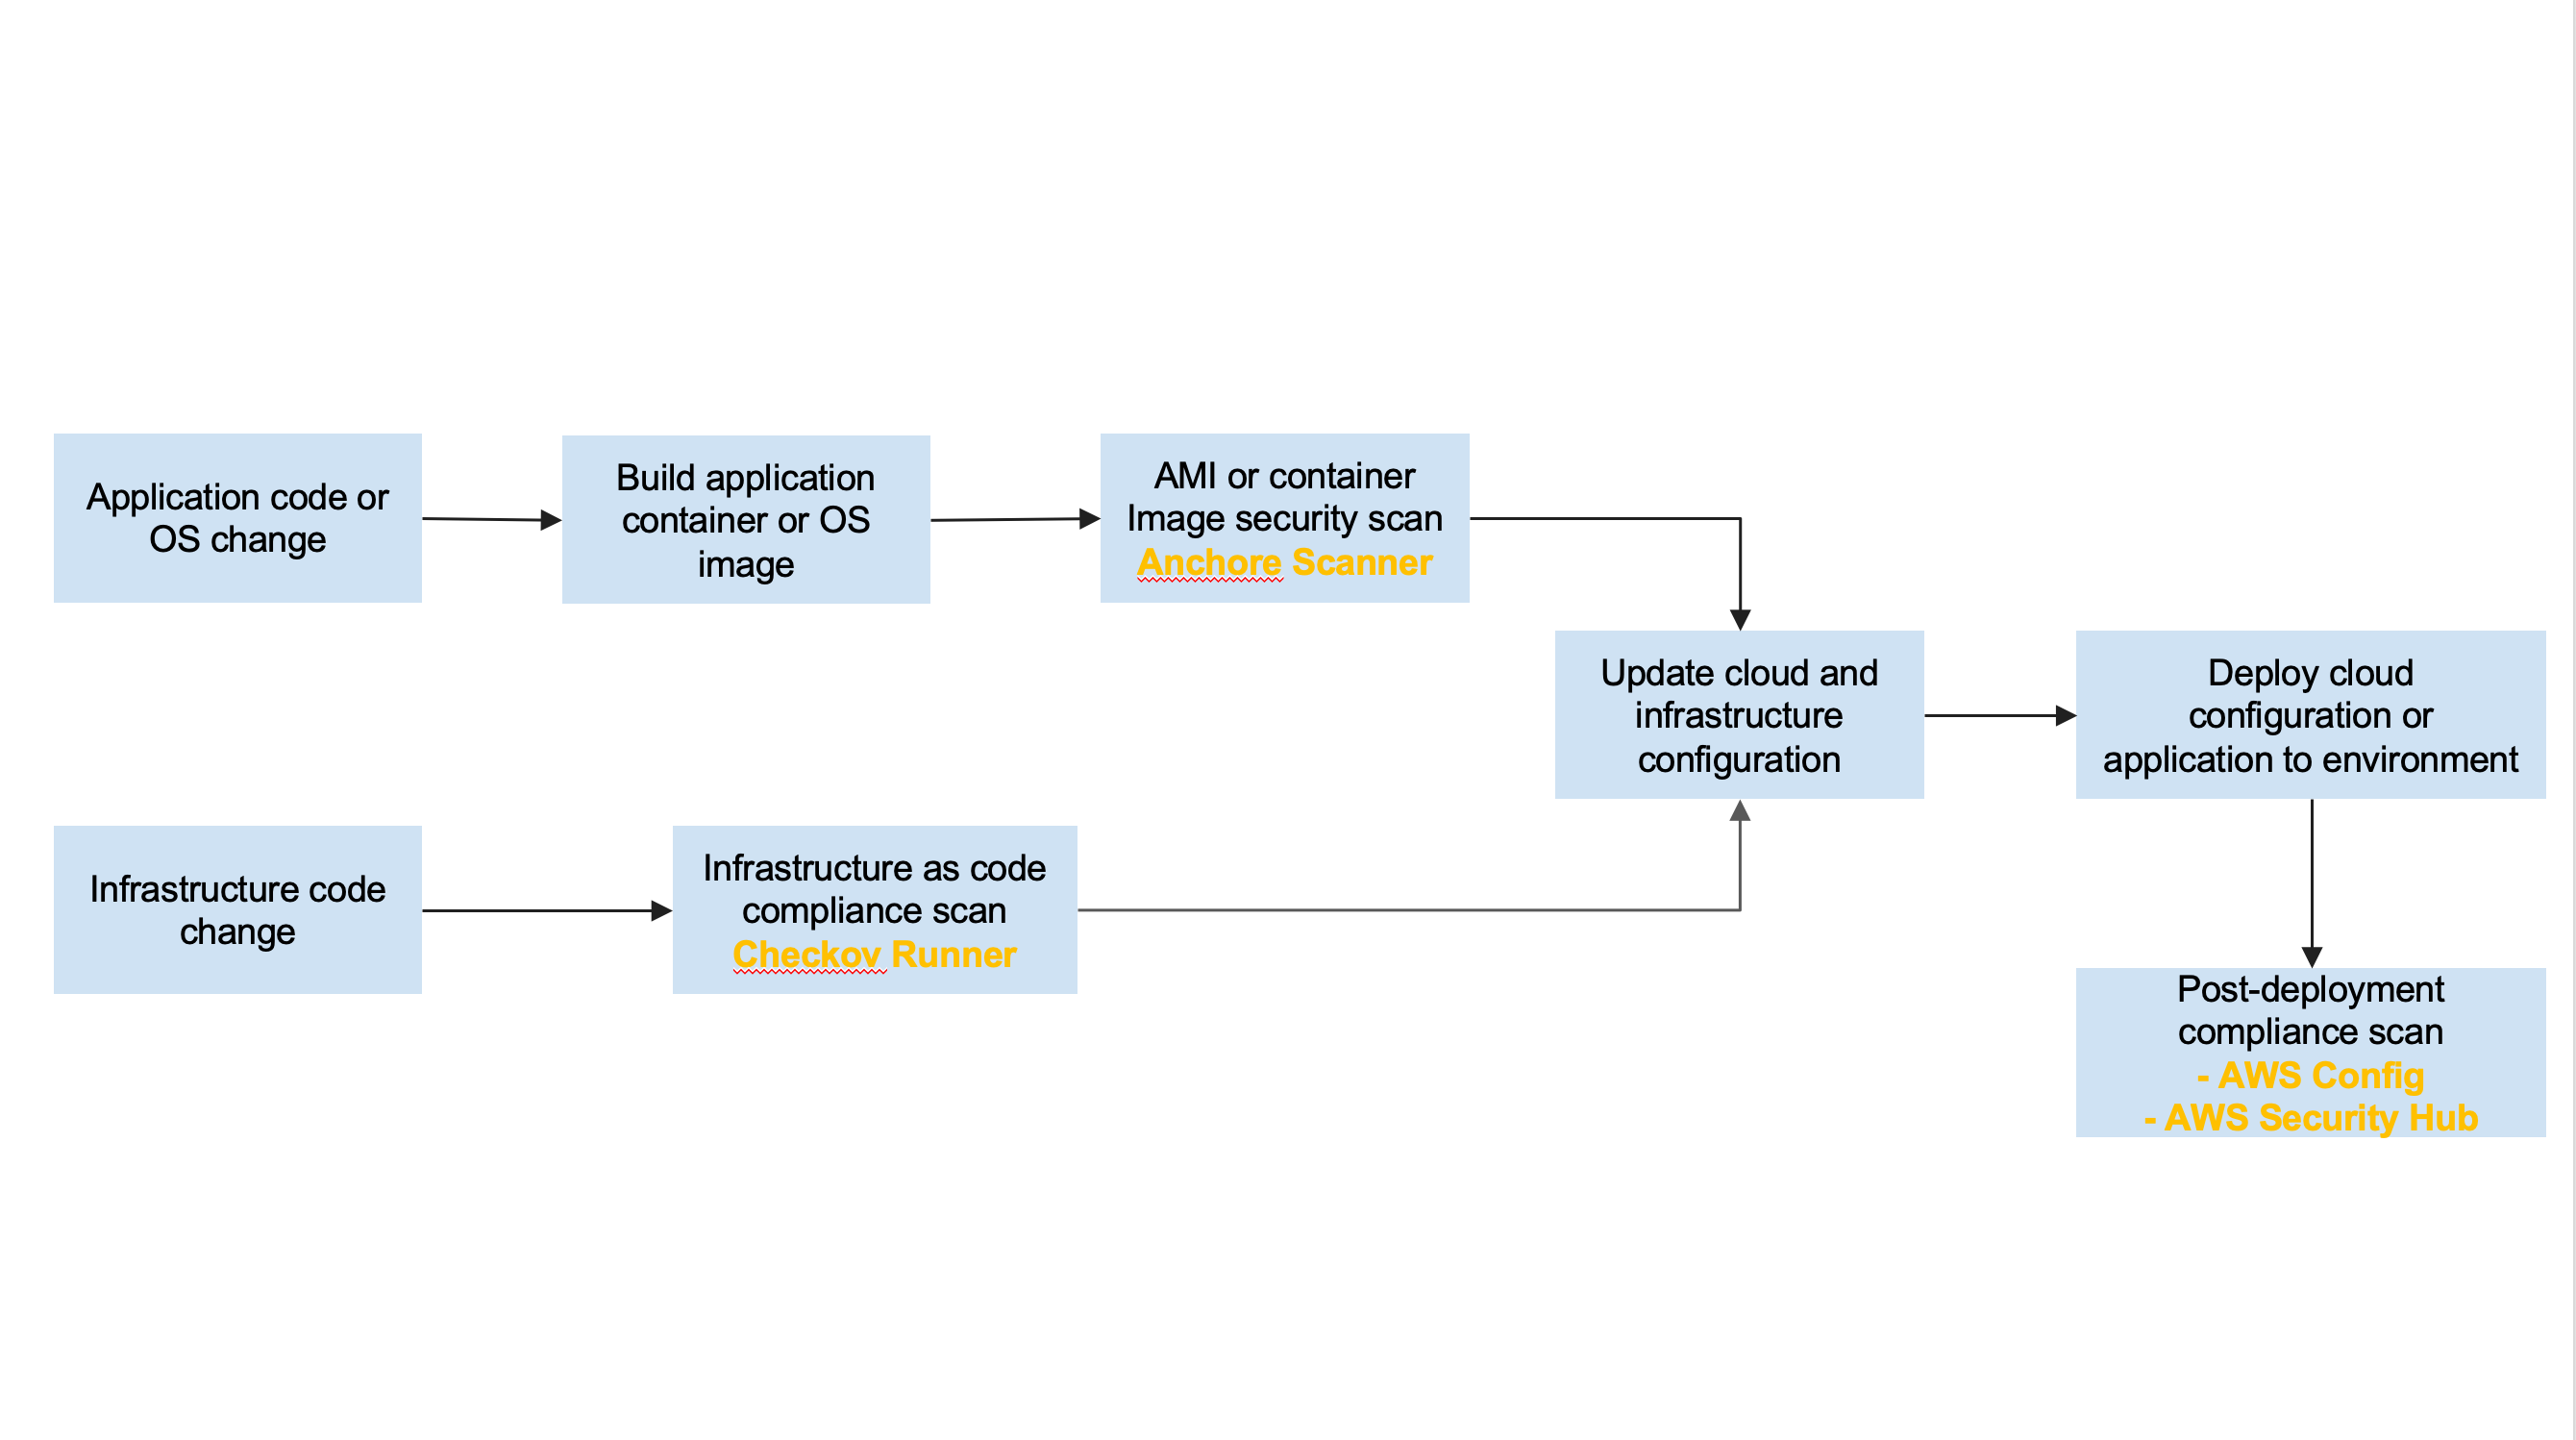 Application code or
OS change
Build application
container or OS
image
AMI or container
Image security scan
Anchore Scanner
Update cloud and
infrastructure
configuration
Deploy cloud
configuration or
application to environment
Infrastructure code
change
Infrastructure as code
compliance scan
Checkov Runner
Post-deployment
compliance scan
- AWS Config
- AWS Security Hub